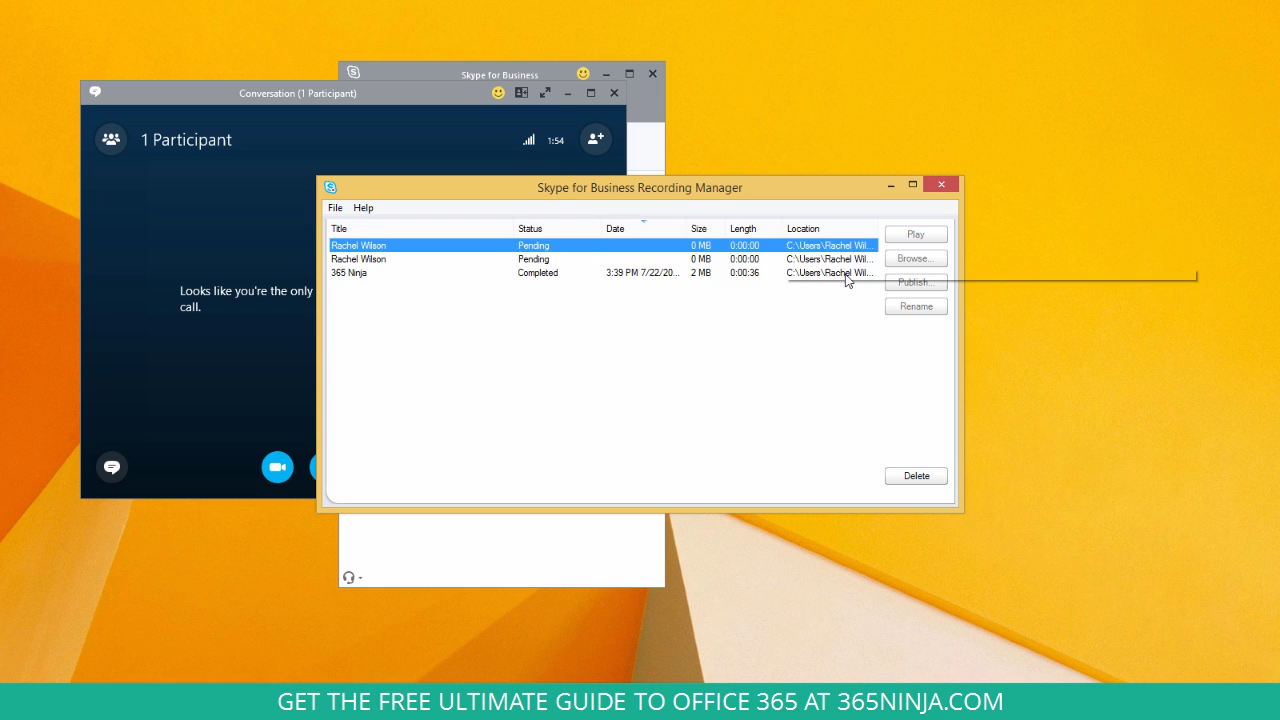 Skype for Business
Conversation (1 Participant)
1 Participant
1:54
Looks like you're the only
call.
Skype for Business Recording Manager
File Help
Title Status Date Size Length Location
Rachel Wilson Pending 0 MB 0:00:00 C:\Users\Rachel Wil...
Rachel Wilson Pending 0 MB 0:00:00 C:\Users\Rachel Wil...
365 Ninja Completed 3:39 PM 7/22/20... 2 MB 0:00:36 C:\Users\Rachel Wil...
Play
Browse...
Publish...
Rename
Delete
GET THE FREE ULTIMATE GUIDE TO OFFICE 365 AT 365NINJA.COM